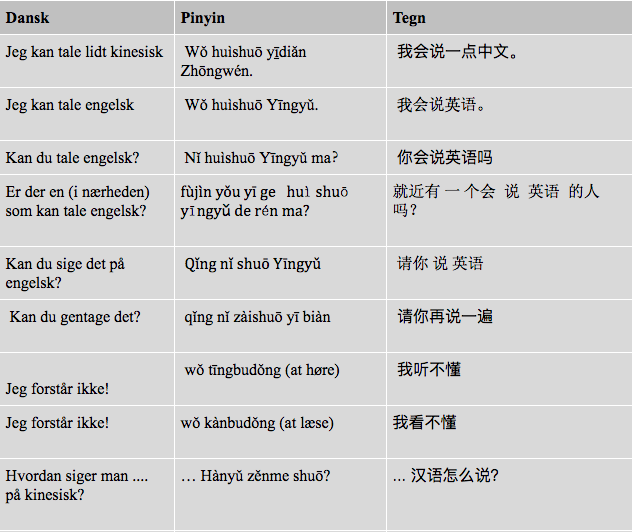 Dansk Pinyin Tegn
Jeg kan tale lidt kinesisk Wǒ huìshuō yīdiǎn 我会说一点中文。
Zhōngwén.
Jeg kan tale engelsk Wǒ huìshuō Yīngyǔ. 我会说英语。
Kan du tale engelsk? Nǐ huìshuō Yīngyǔ ma? 你会说英语吗
Er der en (i nærheden) fùjìn yǒu yī ge huì shuō 就近有 一 个会 说 英语 的人
som kan tale engelsk? yīngyǔ de rén ma? 吗？
Kan du sige det på Qǐng nǐ shuō Yīngyǔ 请你 说 英语
engelsk?
Kan du gentage det? qǐng nǐ zàishuō yī biàn 请你再说一遍
wǒ tīngbudǒng (at høre) 我听不懂
Jeg forstår ikke!
Jeg forstår ikke! wǒ kànbudǒng (at læse) 我看不懂
Hvordan siger man .... … Hànyǔ zěnme shuō? ... 汉语怎么说?
på kinesisk?